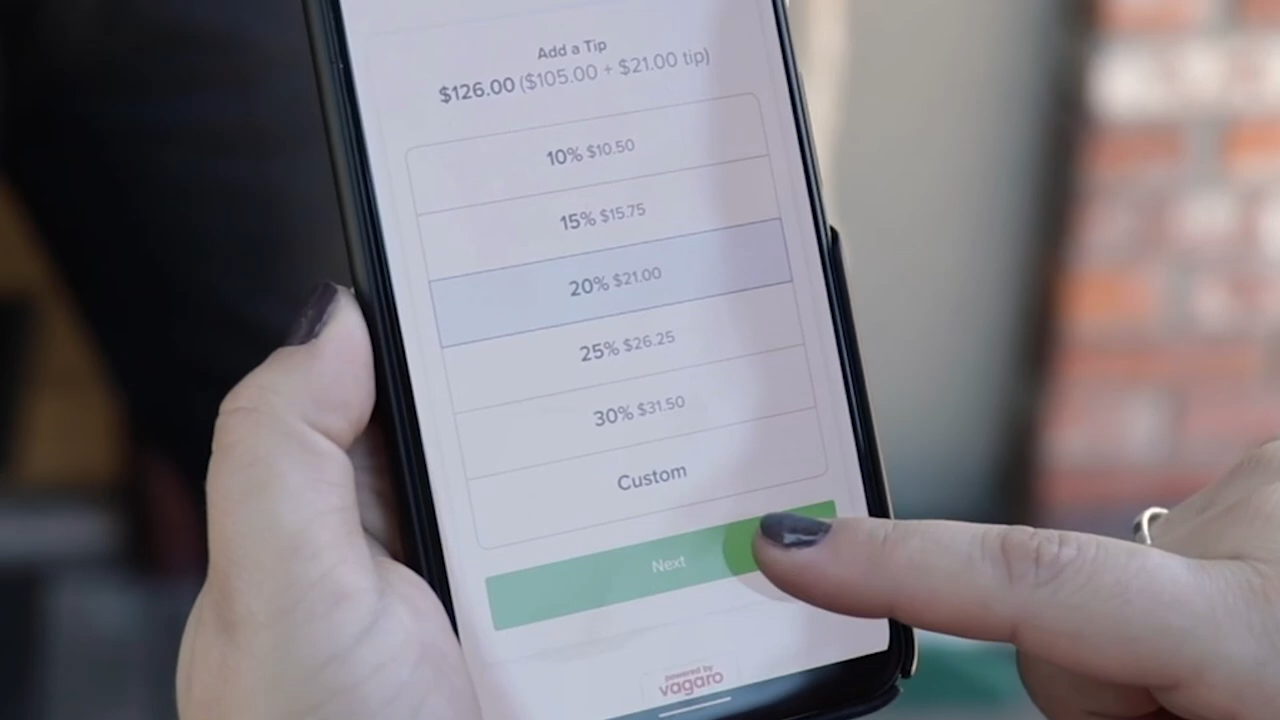 Add a Tip
$126.00 ($105.00 + $21.00 tip)
10% $10.50
15% $15.75
20% $21.00
25% $26.25
30% $31.50
Custom
Next
powered by
vagaro